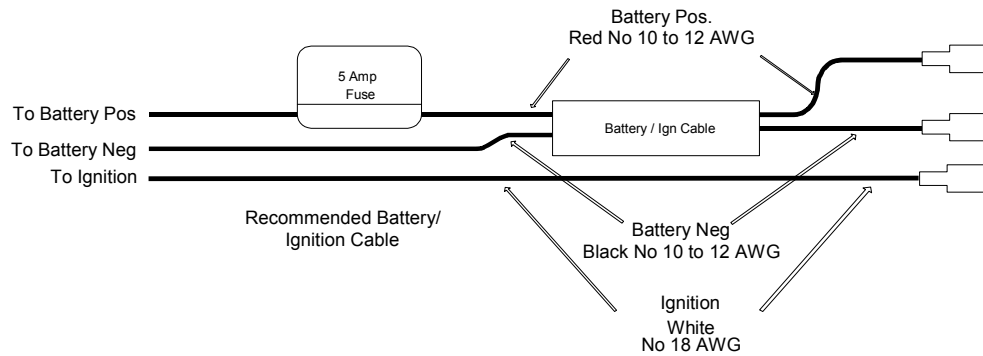 Battery Pos.
Red No 10 to 12 AWG
5 Amp
Fuse
To Battery Pos
Battery / Ign Cable
To Battery Neg
To Ignition
Recommended Battery/
Ignition Cable
Battery Neg
Black No 10 to 12 AWG
Ignition
White
No 18 AWG